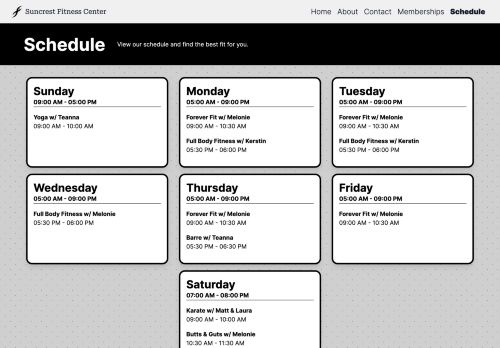 Suncrest Fitness Center
Home About Contact Memberships Schedule
Schedule
View our schedule and find the best fit for you.
Sunday
09:00 AM - 05:00 PM
Yoga w/ Teanna
09:00 AM - 10:00 AM
Monday
05:00 AM - 09:00 PM
Forever Fit w/ Melonie
09:00 AM - 10:30 AM
Full Body Fitness w/ Kerstin
05:30 PM - 06:00 PM
Tuesday
05:00 AM - 09:00 PM
Forever Fit w/ Melonie
09:00 AM - 10:30 AM
Full Body Fitness w/ Kerstin
05:30 PM - 06:00 PM
Wednesday
05:00 AM - 09:00 PM
Full Body Fitness w/ Melonie
05:30 PM - 06:00 PM
Thursday
05:00 AM - 09:00 PM
Forever Fit w/ Melonie
09:00 AM - 10:30 AM
Barre w/ Teanna
05:30 PM - 06:30 PM
Friday
05:00 AM - 09:00 PM
Forever Fit w/ Melonie
09:00 AM - 10:30 AM
Saturday
07:00 AM - 08:00 PM
Karate w/ Matt & Laura
09:00 AM - 10:00 AM
Butts & Guts w/ Melonie
10:30 AM - 11:30 AM